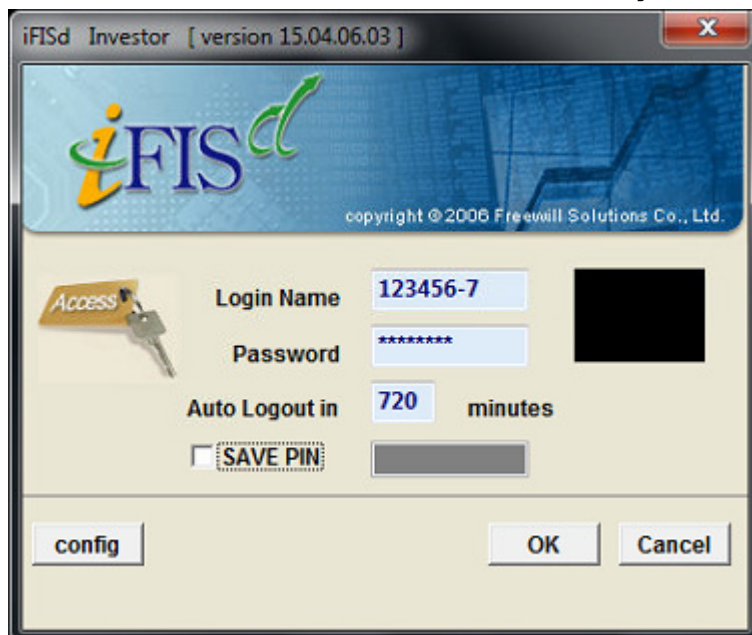 iFISd Investor [ version 15.04.06.03 ]
iFISd
copyright © 2006 Freewill Solutions Co., Ltd.
Access
Login Name 123456-7
Password ********
Auto Logout in 720 minutes
SAVE PIN
config OK Cancel